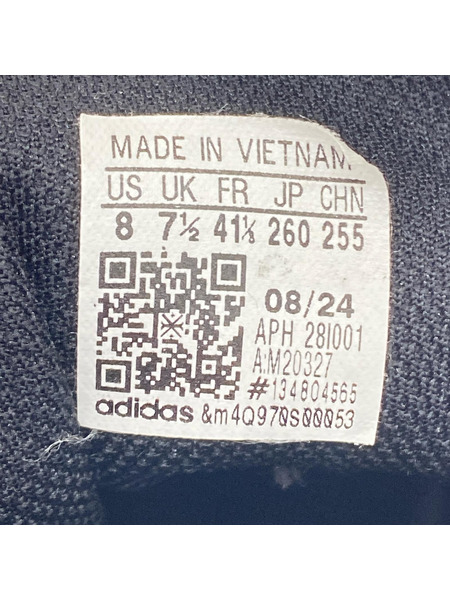 MADE IN VIETNAM
US UK FR JP CHN
8 7½ 41⅓ 260 255
08/24
APH 28I001
A:M20327
#134804565
adidas &m4Q970S00053